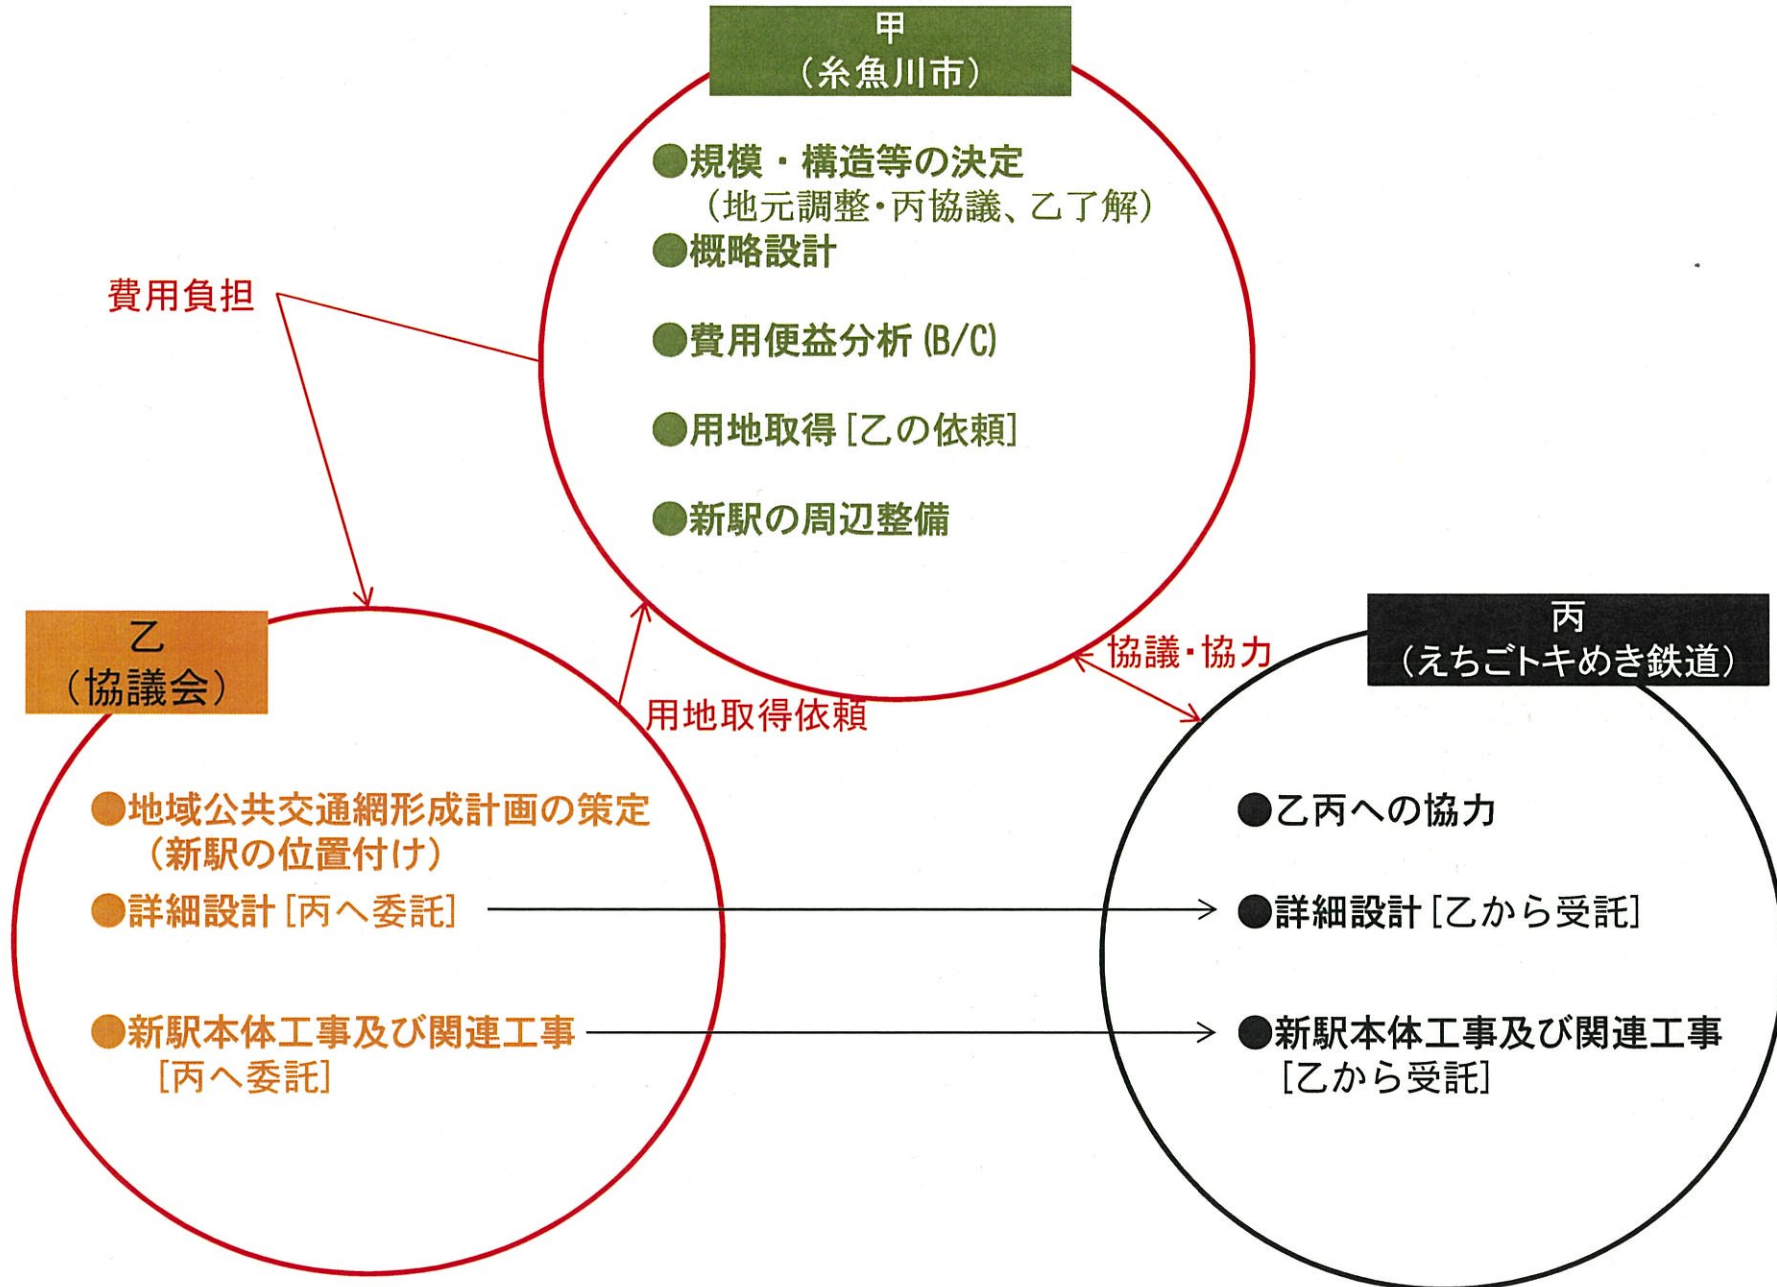 甲
（糸魚川市）
●規模・構造等の決定
（地元調整・丙協議、乙了解）
●概略設計
●費用便益分析(B/C)
●用地取得[乙の依頼]
●新駅の周辺整備
費用負担
乙
（協議会）
用地取得依頼
協議・協力
丙
（えちごトキめき鉄道）
●地域公共交通網形成計画の策定
（新駅の位置付け）
●詳細設計[丙へ委託]
●新駅本体工事及び関連工事
[丙へ委託]
●乙丙への協力
●詳細設計[乙から受託]
●新駅本体工事及び関連工事
[乙から受託]